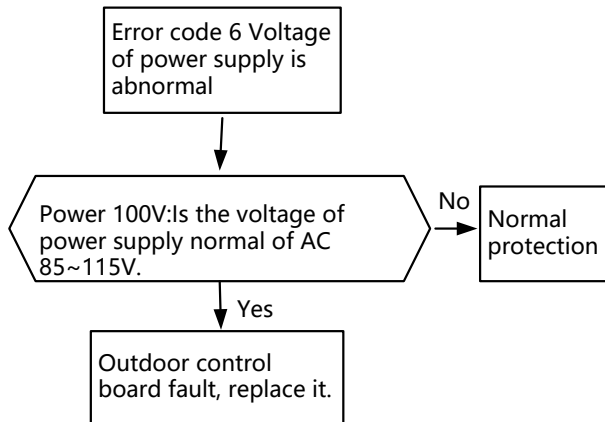 Error code 6 Voltage
of power supply is
abnormal
Power 100V:Is the voltage of
power supply normal of AC
85~115V.
No
Normal
protection
Yes
Outdoor control
board fault, replace it.